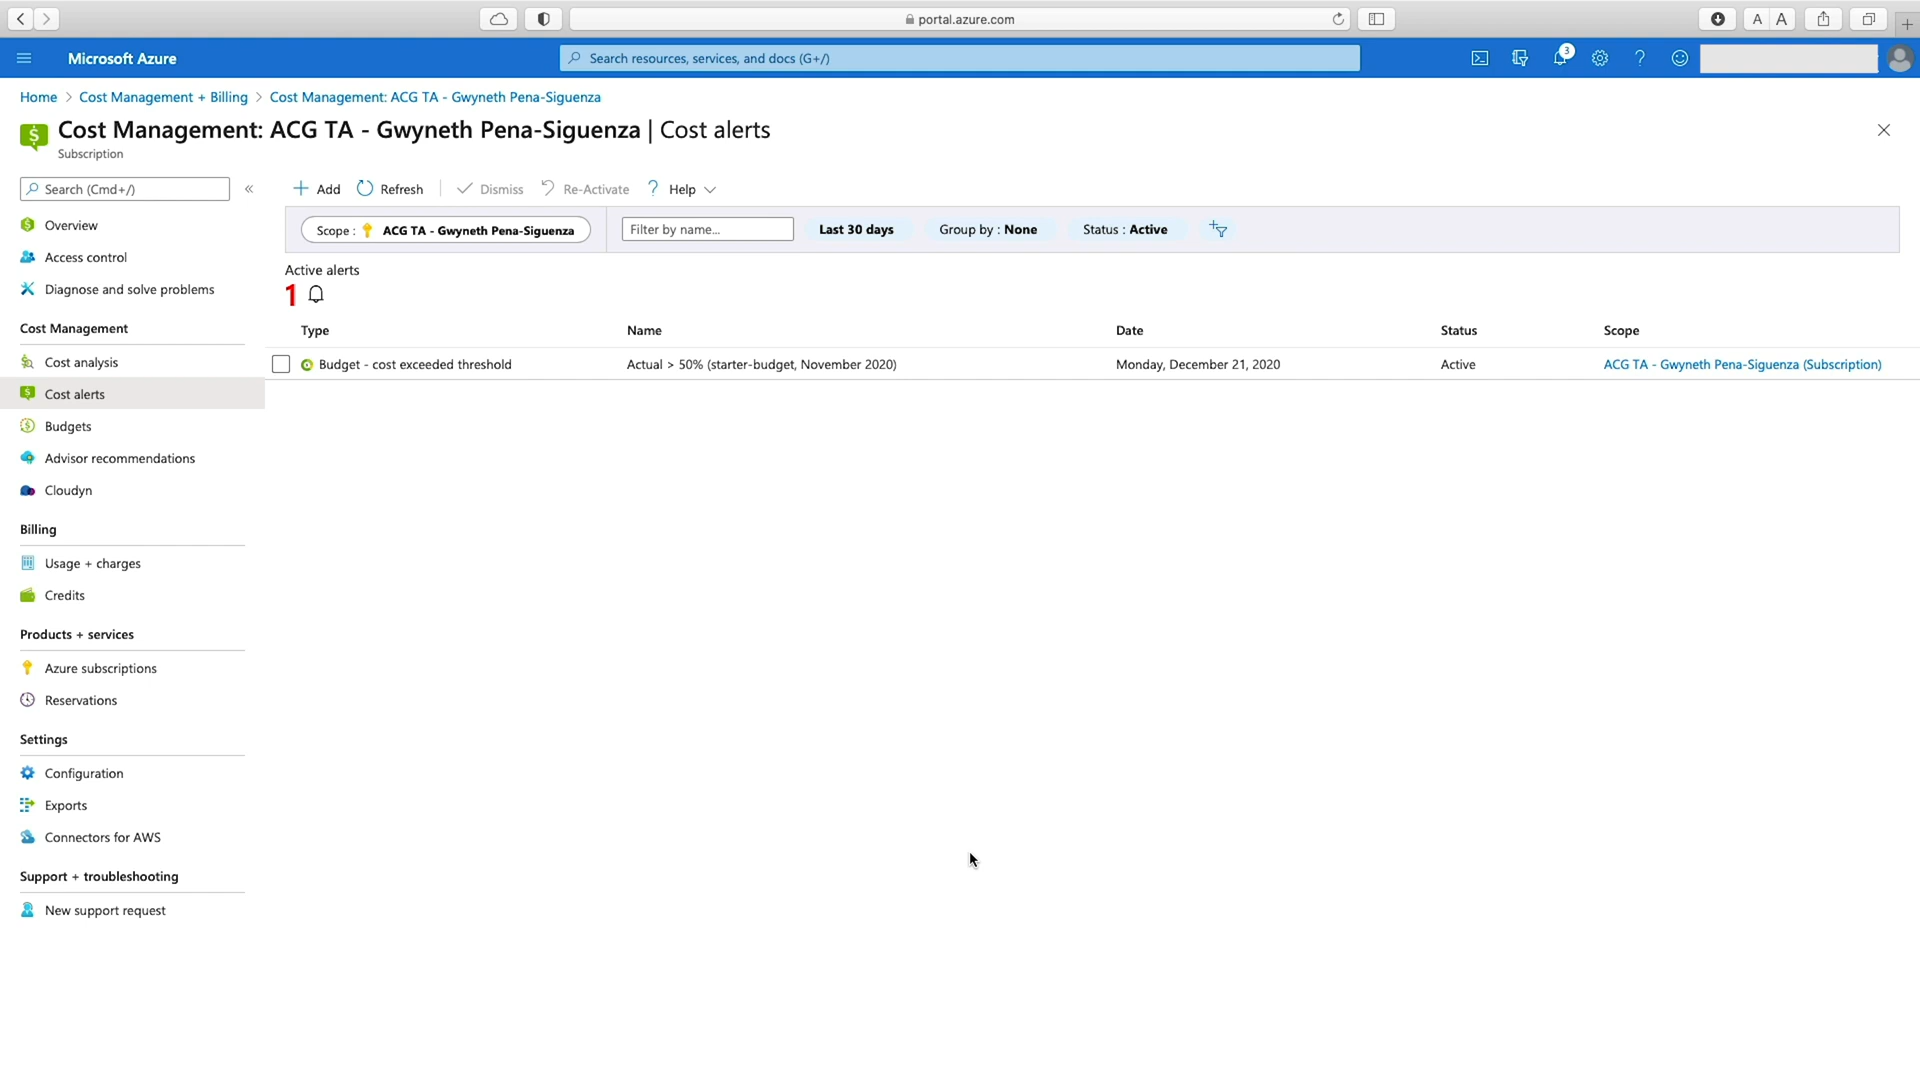 portal.azure.com
A A
Microsoft Azure
Search resources, services, and docs (G+/)
3
Home > Cost Management + Billing > Cost Management: ACG TA - Gwyneth Pena-Siguenza
Cost Management: ACG TA - Gwyneth Pena-Siguenza | Cost alerts
Subscription
Search (Cmd+/)
«
Add
Refresh
Dismiss
Re-Activate
? Help
Overview
Access control
Diagnose and solve problems
Cost Management
Cost analysis
Cost alerts
Budgets
Advisor recommendations
Cloudyn
Billing
Usage + charges
Credits
Products + services
Azure subscriptions
Reservations
Settings
Configuration
Exports
Connectors for AWS
Support + troubleshooting
New support request
Scope : ACG TA - Gwyneth Pena-Siguenza
Filter by name...
Last 30 days
Group by : None
Status : Active
Active alerts
1
Type Name Date Status Scope
Budget - cost exceeded threshold Actual > 50% (starter-budget, November 2020) Monday, December 21, 2020 Active ACG TA - Gwyneth Pena-Siguenza (Subscription)